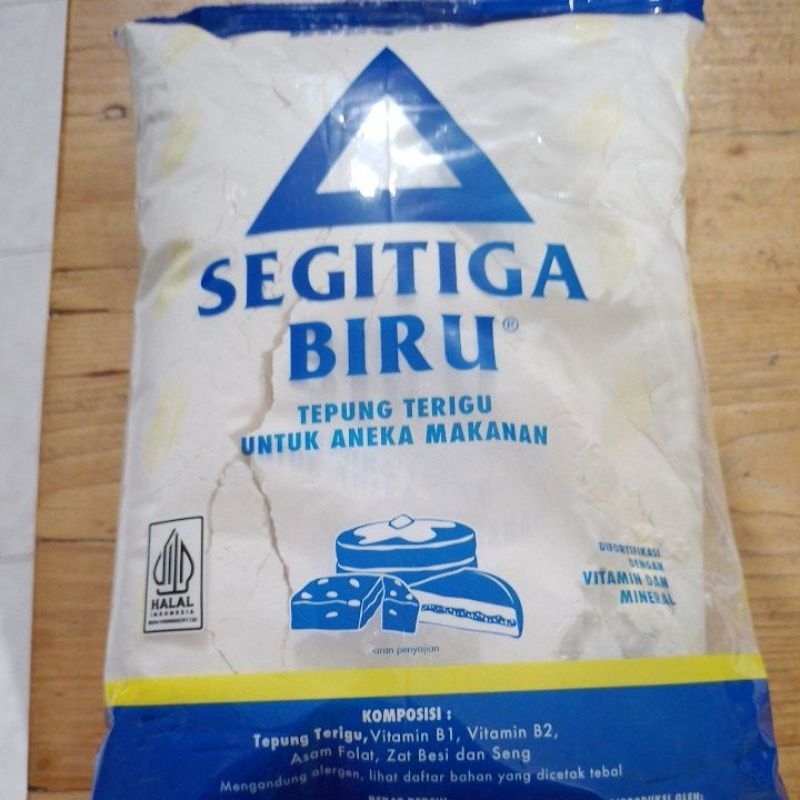 SEGITIGA
BIRU®
TEPUNG TERIGU
UNTUK ANEKA MAKANAN
DIFORTIFIKASI
DENGAN
VITAMIN DAN
MINERAL
HALAL
INDONESIA
saran penyajian
KOMPOSISI :
Tepung Terigu, Vitamin B1, Vitamin B2,
Asam Folat, Zat Besi dan Seng
Mengandung alergen, lihat daftar bahan yang dicetak tebal